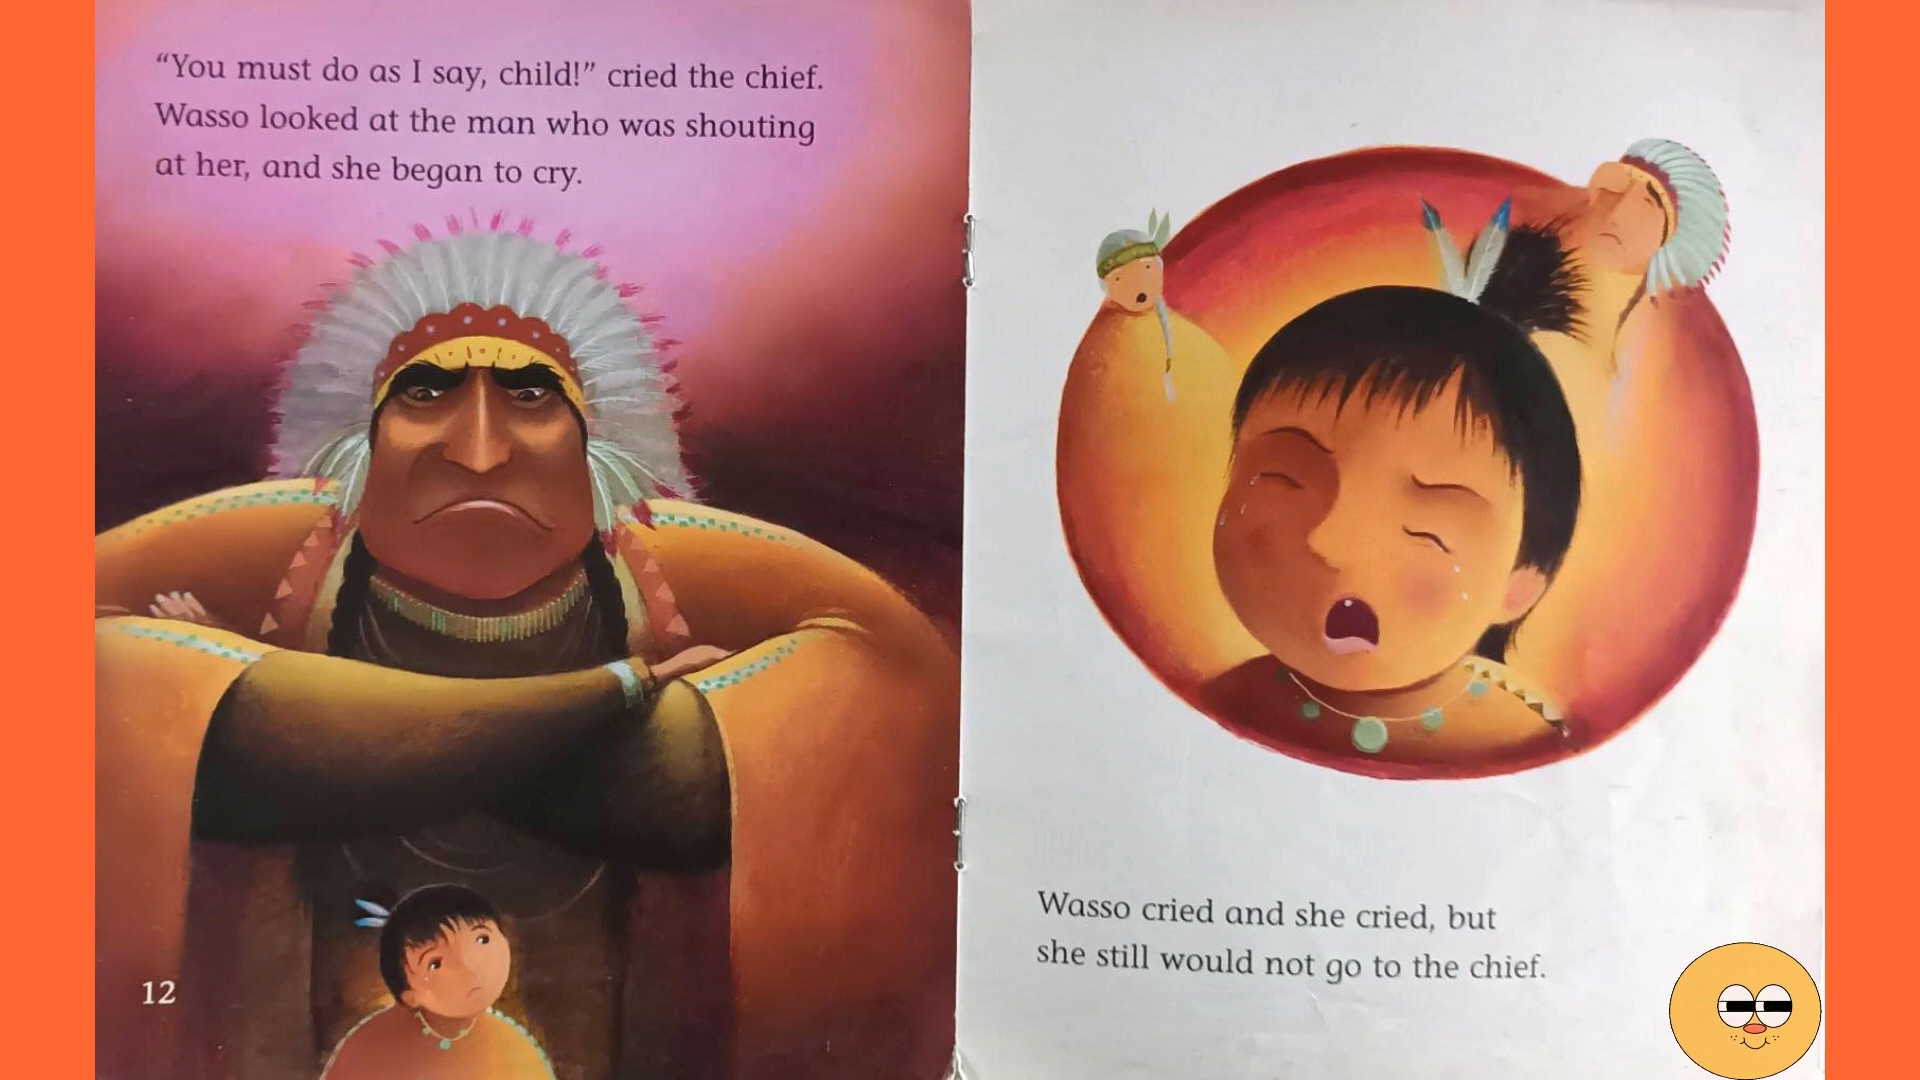 “You must do as I say, child!” cried the chief.
Wasso looked at the man who was shouting
at her, and she began to cry.
12
Wasso cried and she cried, but
she still would not go to the chief.